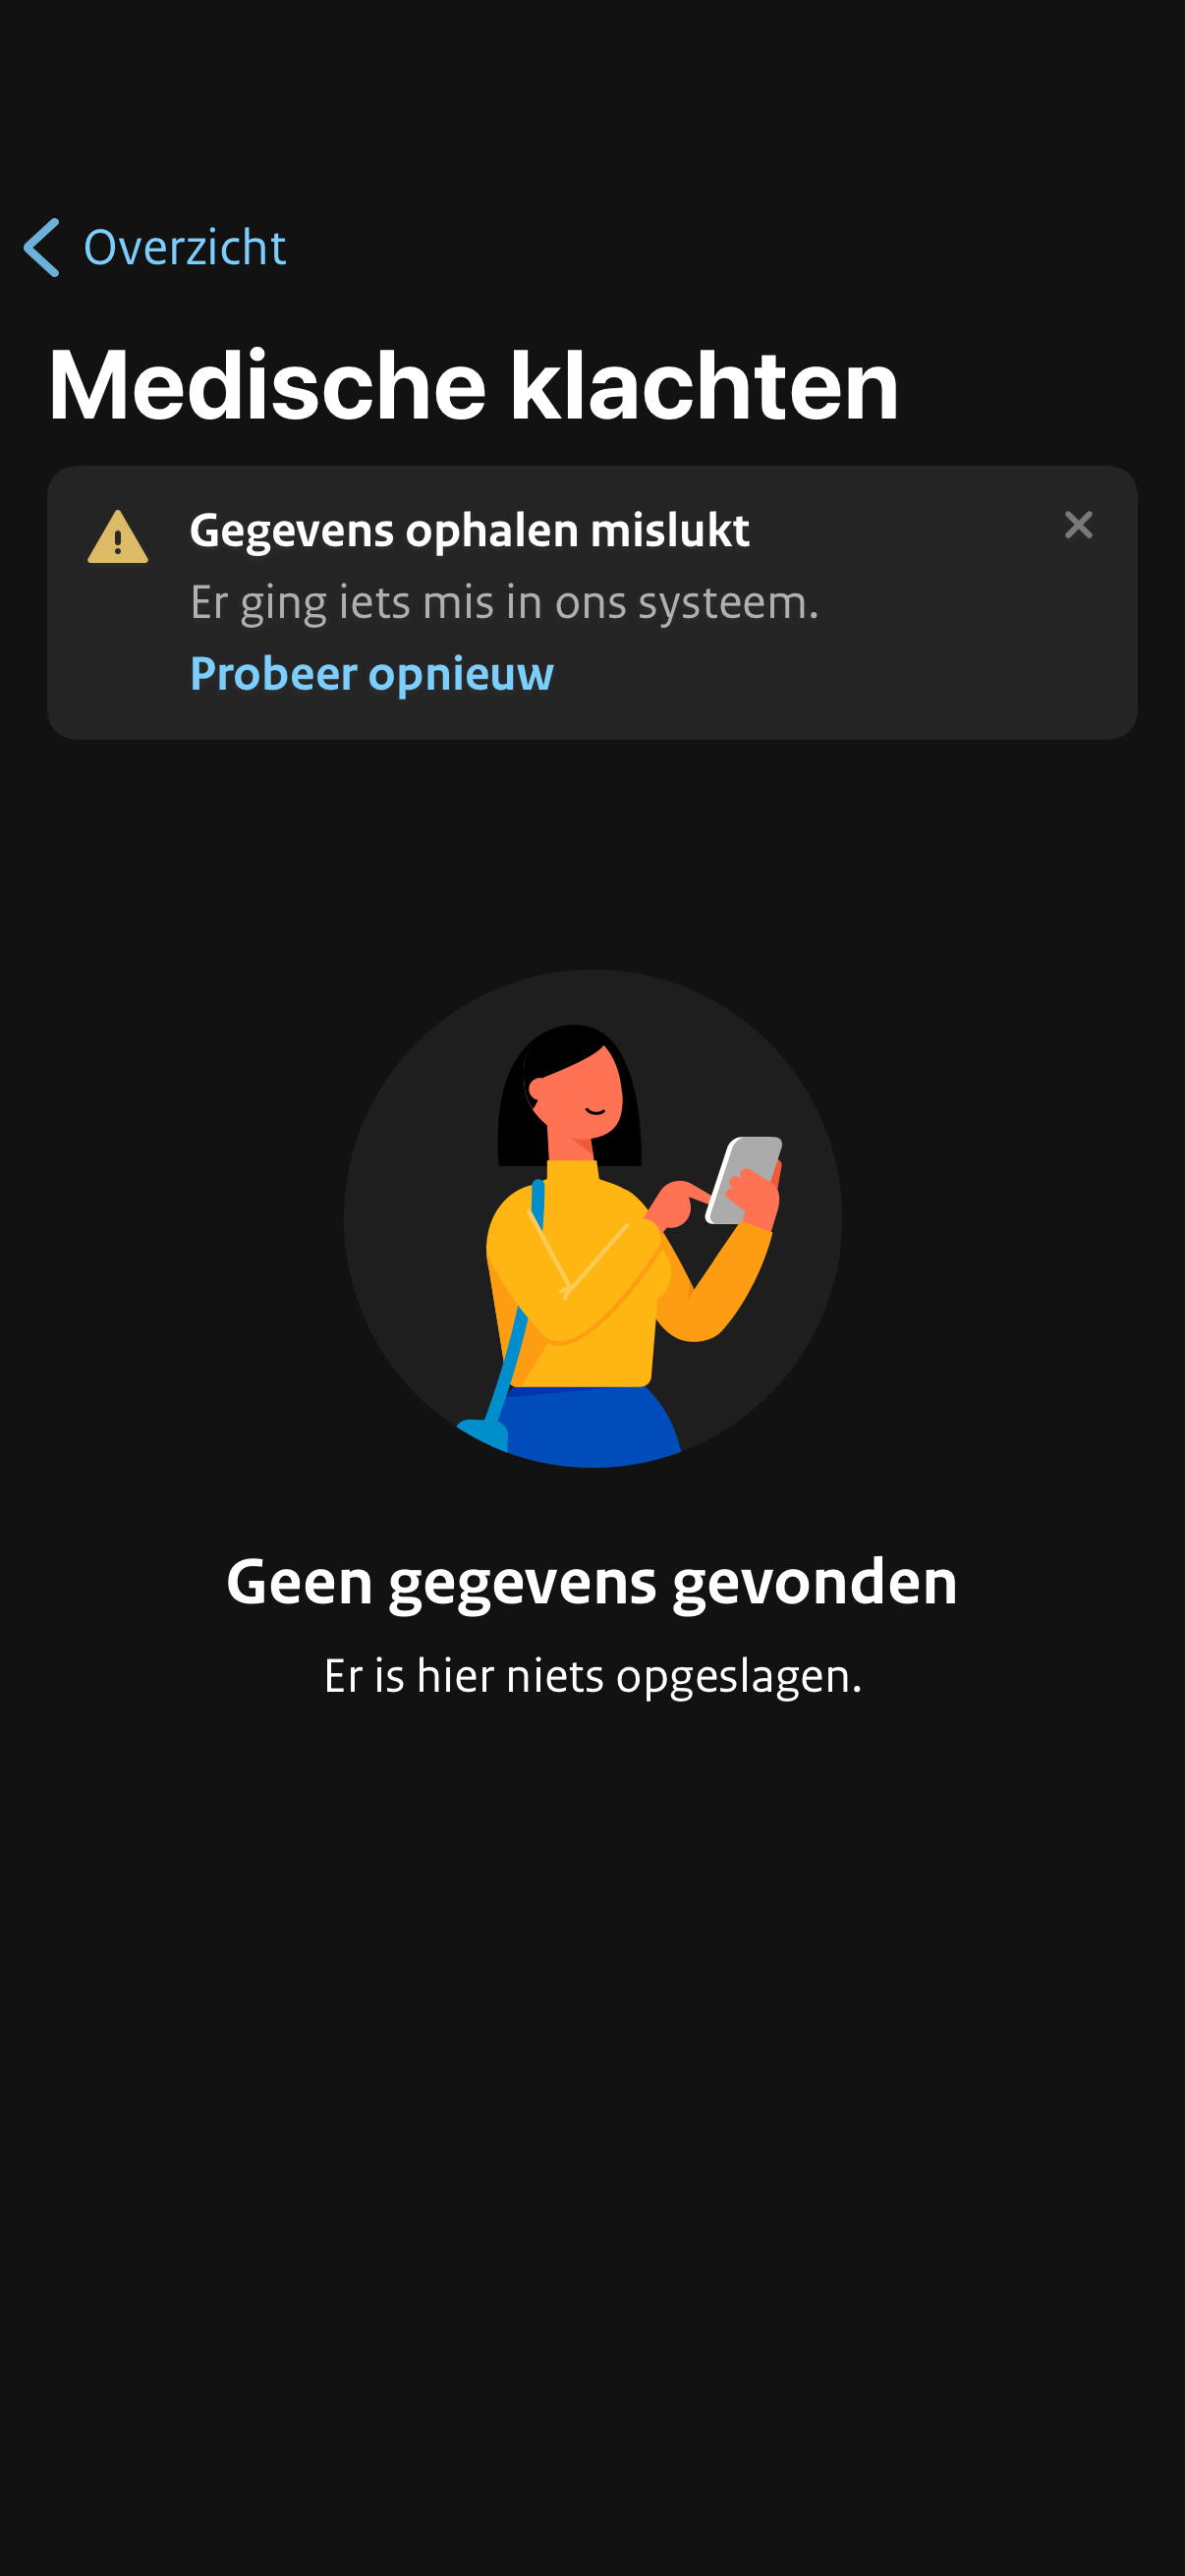 Overzicht
Medische klachten
Gegevens ophalen mislukt
Er ging iets mis in ons systeem.
Probeer opnieuw
Geen gegevens gevonden
Er is hier niets opgeslagen.